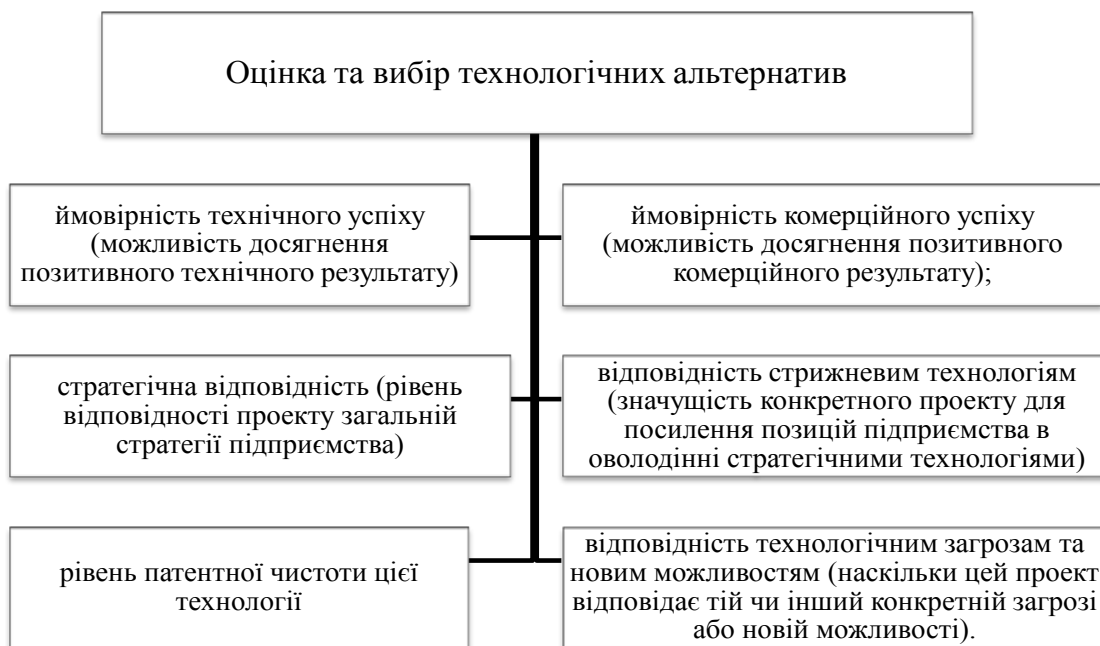 Оцінка та вибір технологічних альтернатив
ймовірність технічного успіху
(можливість досягнення
позитивного технічного результату)
ймовірність комерційного успіху
(можливість досягнення позитивного
комерційного результату);
стратегічна відповідність (рівень
відповідності проекту загальній
стратегії підприємства)
відповідність стрижневим технологіям
(значущість конкретного проекту для
посилення позицій підприємства в
оволодінні стратегічними технологіями)
рівень патентної чистоти цієї
технології
відповідність технологічним загрозам та
новим можливостям (наскільки цей проект
відповідає тій чи інший конкретній загрозі
або новій можливості).